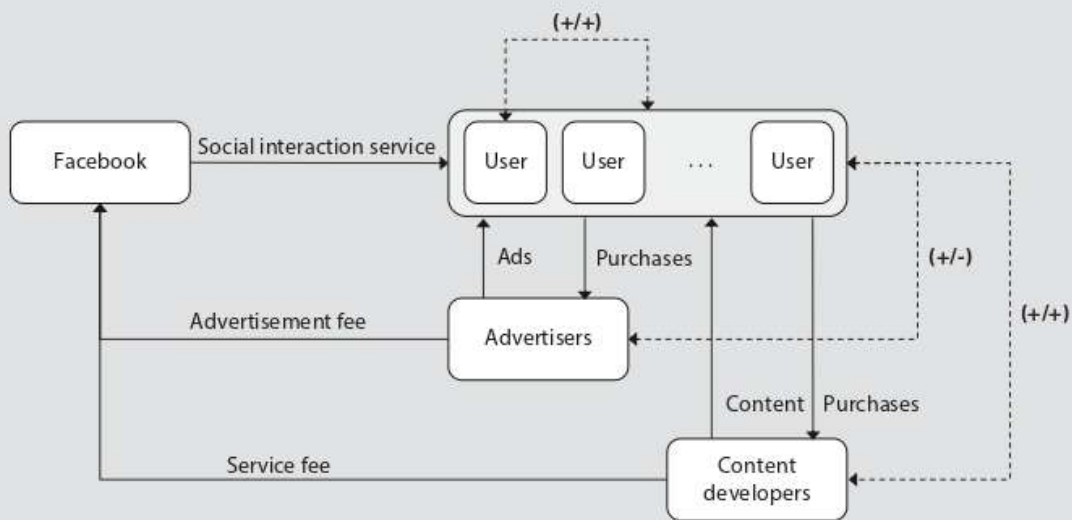 (+/+)
Facebook
Social interaction service
User
User
...
User
Ads
Purchases
(+/-)
(+/+)
Advertisement fee
Advertisers
Content
Purchases
Service fee
Content
developers